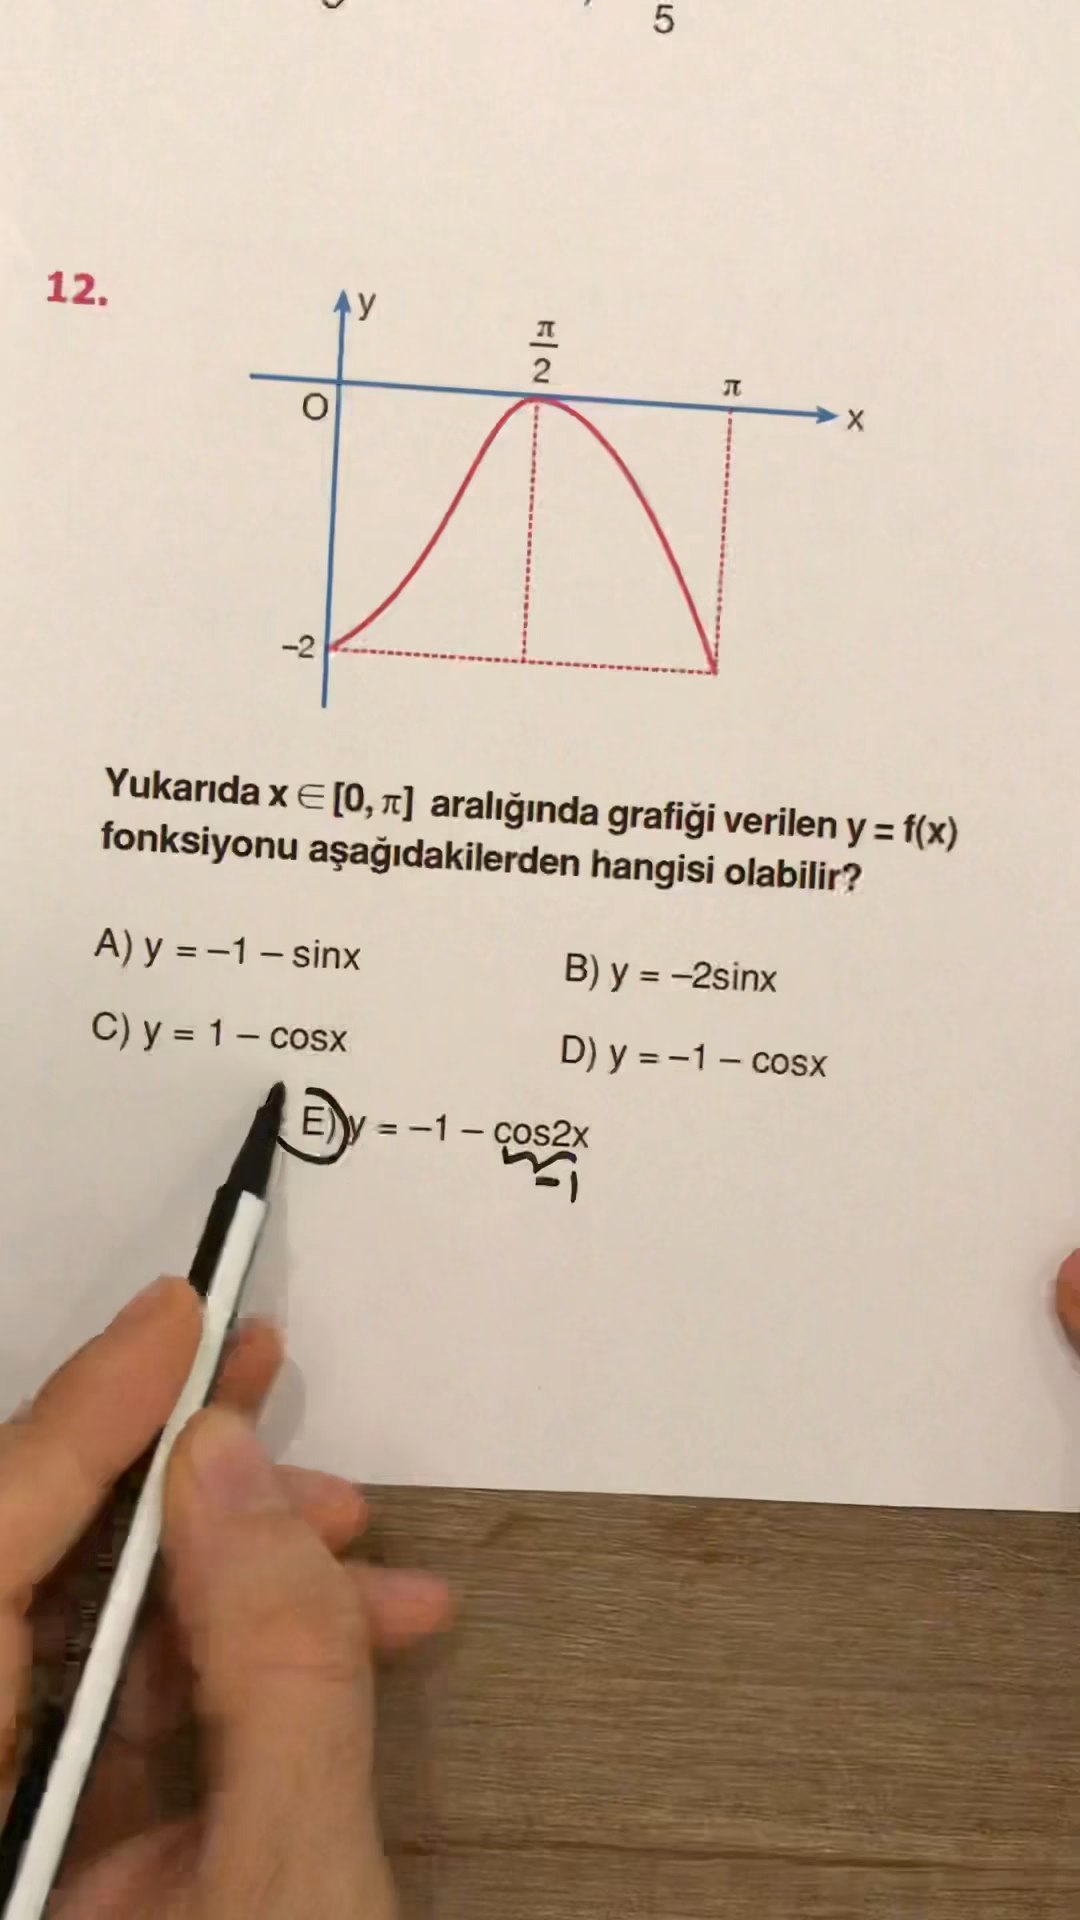 5
12.
y
π
2
π
O
x
–2
Yukarıda x ∈ [0, π] aralığında grafiği verilen y = f(x)
fonksiyonu aşağıdakilerden hangisi olabilir?
A) y = –1 – sinx
B) y = –2sinx
C) y = 1 – cosx
D) y = –1 – cosx
E) y = –1 – cos2x
–1